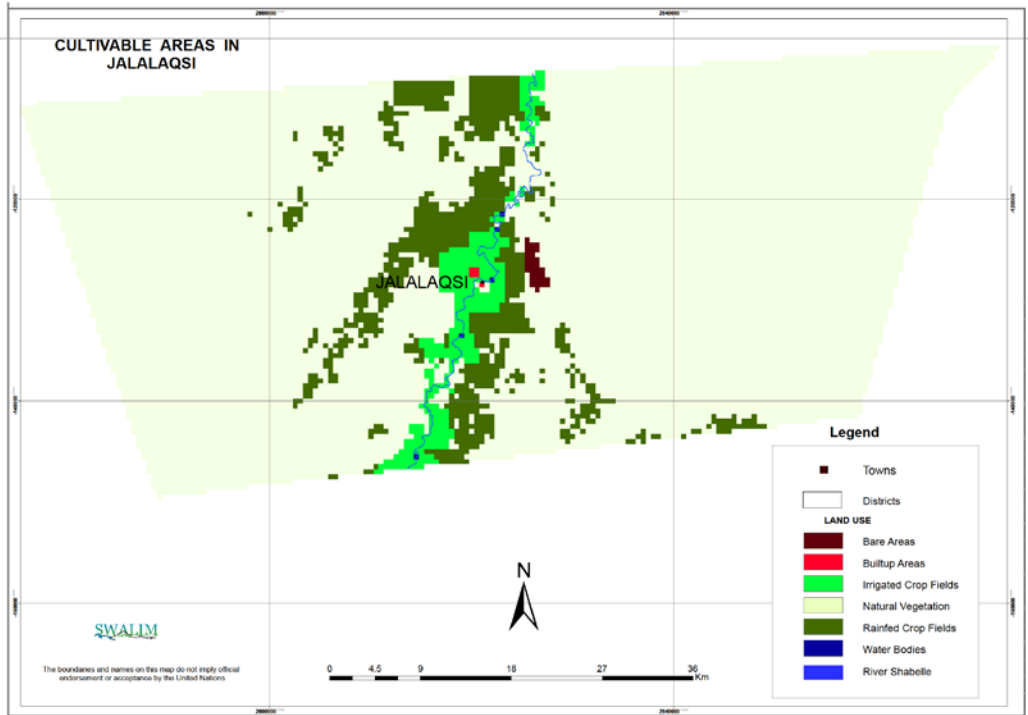 CULTIVABLE AREAS IN
JALALAQSI
JALALAQSI
Legend
Towns
Districts
LAND USE
Bare Areas
Builtup Areas
Irrigated Crop Fields
Natural Vegetation
Rainfed Crop Fields
Water Bodies
River Shabelle
N
SWALIM
The boundaries and names on this map do not imply official
endorsement or acceptance by the United Nations
0 4.5 9 18 27 36
Km